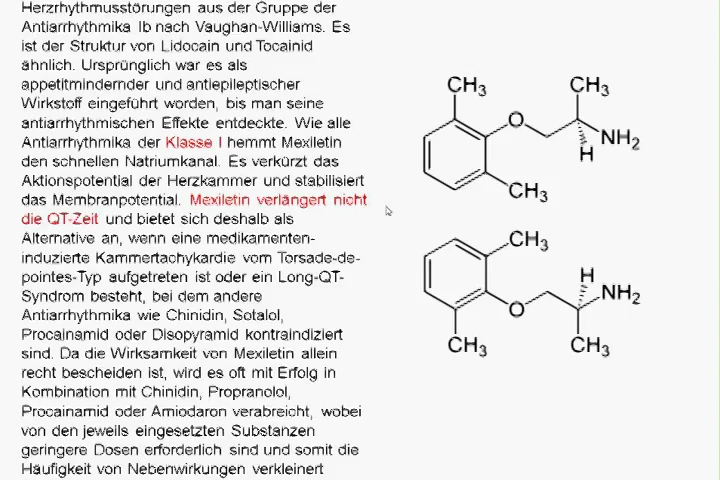 Herzrhythmusstörungen aus der Gruppe der
Antiarrhythmika Ib nach Vaughan-Williams. Es
ist der Struktur von Lidocain und Tocainid
ähnlich. Ursprünglich war es als
appetitmindernder und antiepileptischer
Wirkstoff eingeführt worden, bis man seine
antiarrhythmischen Effekte entdeckte. Wie alle
Antiarrhythmika der Klasse I hemmt Mexiletin
den schnellen Natriumkanal. Es verkürzt das
Aktionspotential der Herzkammer und stabilisiert
das Membranpotential. Mexiletin verlängert nicht
die QT-Zeit und bietet sich deshalb als
Alternative an, wenn eine medikamenten-
induzierte Kammertachykardie vom Torsade-de-
pointes-Typ aufgetreten ist oder ein Long-QT-
Syndrom besteht, bei dem andere
Antiarrhythmika wie Chinidin, Sotalol,
Procainamid oder Disopyramid kontraindiziert
sind. Da die Wirksamkeit von Mexiletin allein
recht bescheiden ist, wird es oft mit Erfolg in
Kombination mit Chinidin, Propranolol,
Procainamid oder Amiodaron verabreicht, wobei
von den jeweils eingesetzten Substanzen
geringere Dosen erforderlich sind und somit die
Häufigkeit von Nebenwirkungen verkleinert
CH3 CH3
O
NH2
H
CH3
CH3
H
NH2
O
CH3 CH3